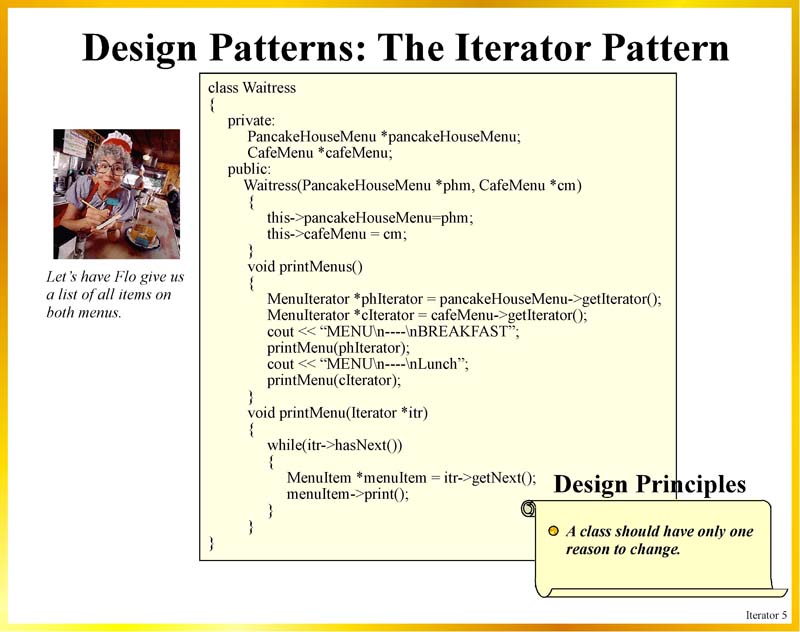 Design Patterns: The Iterator Pattern
class Waitress
{
private:
PancakeHouseMenu *pancakeHouseMenu;
CafeMenu *cafeMenu;
public:
Waitress(PancakeHouseMenu *phm, CafeMenu *cm)
{
this->pancakeHouseMenu=phm;
this->cafeMenu = cm;
}
void printMenus()
{
MenuIterator *phIterator = pancakeHouseMenu->getIterator();
MenuIterator *cIterator = cafeMenu->getIterator();
cout << “MENU\n----\nBREAKFAST”;
printMenu(phIterator);
cout << “MENU\n----\nLunch”;
printMenu(cIterator);
}
void printMenu(Iterator *itr)
{
while(itr->hasNext())
{
MenuItem *menuItem = itr->getNext();
menuItem->print();
}
}
}
Let’s have Flo give us
a list of all items on
both menus.
Design Principles
A class should have only one
reason to change.
Iterator 5